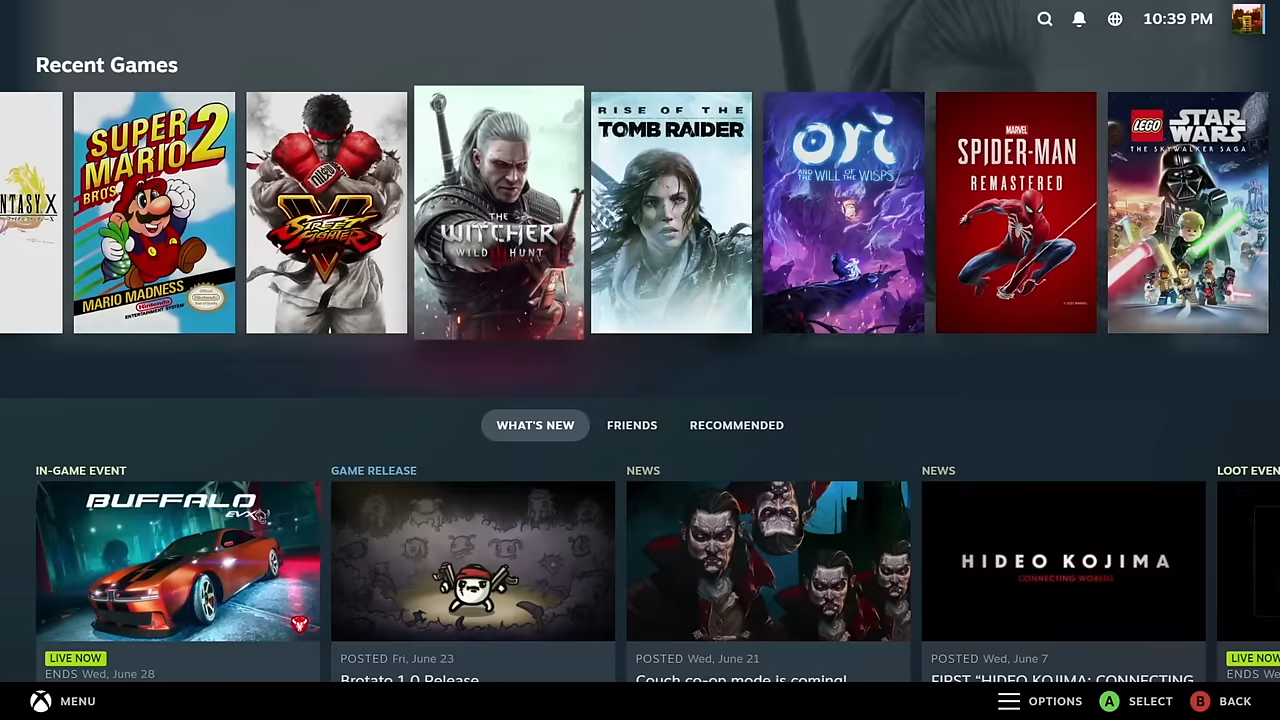 10:39 PM
Recent Games
NTASY X
SUPER
MARIO 2
BROS
MARIO MADNESS
Nintendo
ENTERTAINMENT SYSTEM
STREET
FIGHTER
V
THE
WITCHER
WILD HUNT
RISE OF THE
TOMB RAIDER
ori
AND THE WILL OF THE WISPS
MARVEL
SPIDER-MAN
REMASTERED
LEGO STAR WARS
THE SKYWALKER SAGA
WHAT'S NEW
FRIENDS
RECOMMENDED
IN-GAME EVENT
GAME RELEASE
NEWS
NEWS
LOOT EVEN
BUFFALO
EVX
HIDEO KOJIMA
CONNECTING WORLDS
LIVE NOW
ENDS Wed, June 28
POSTED Fri, June 23
Brotato 1.0 Release
POSTED Wed, June 21
Couch co-op mode is coming!
POSTED Wed, June 7
FIRST “HIDEO KOJIMA: CONNECTING
LIVE NOW
ENDS We
MENU
OPTIONS
A SELECT
B BACK